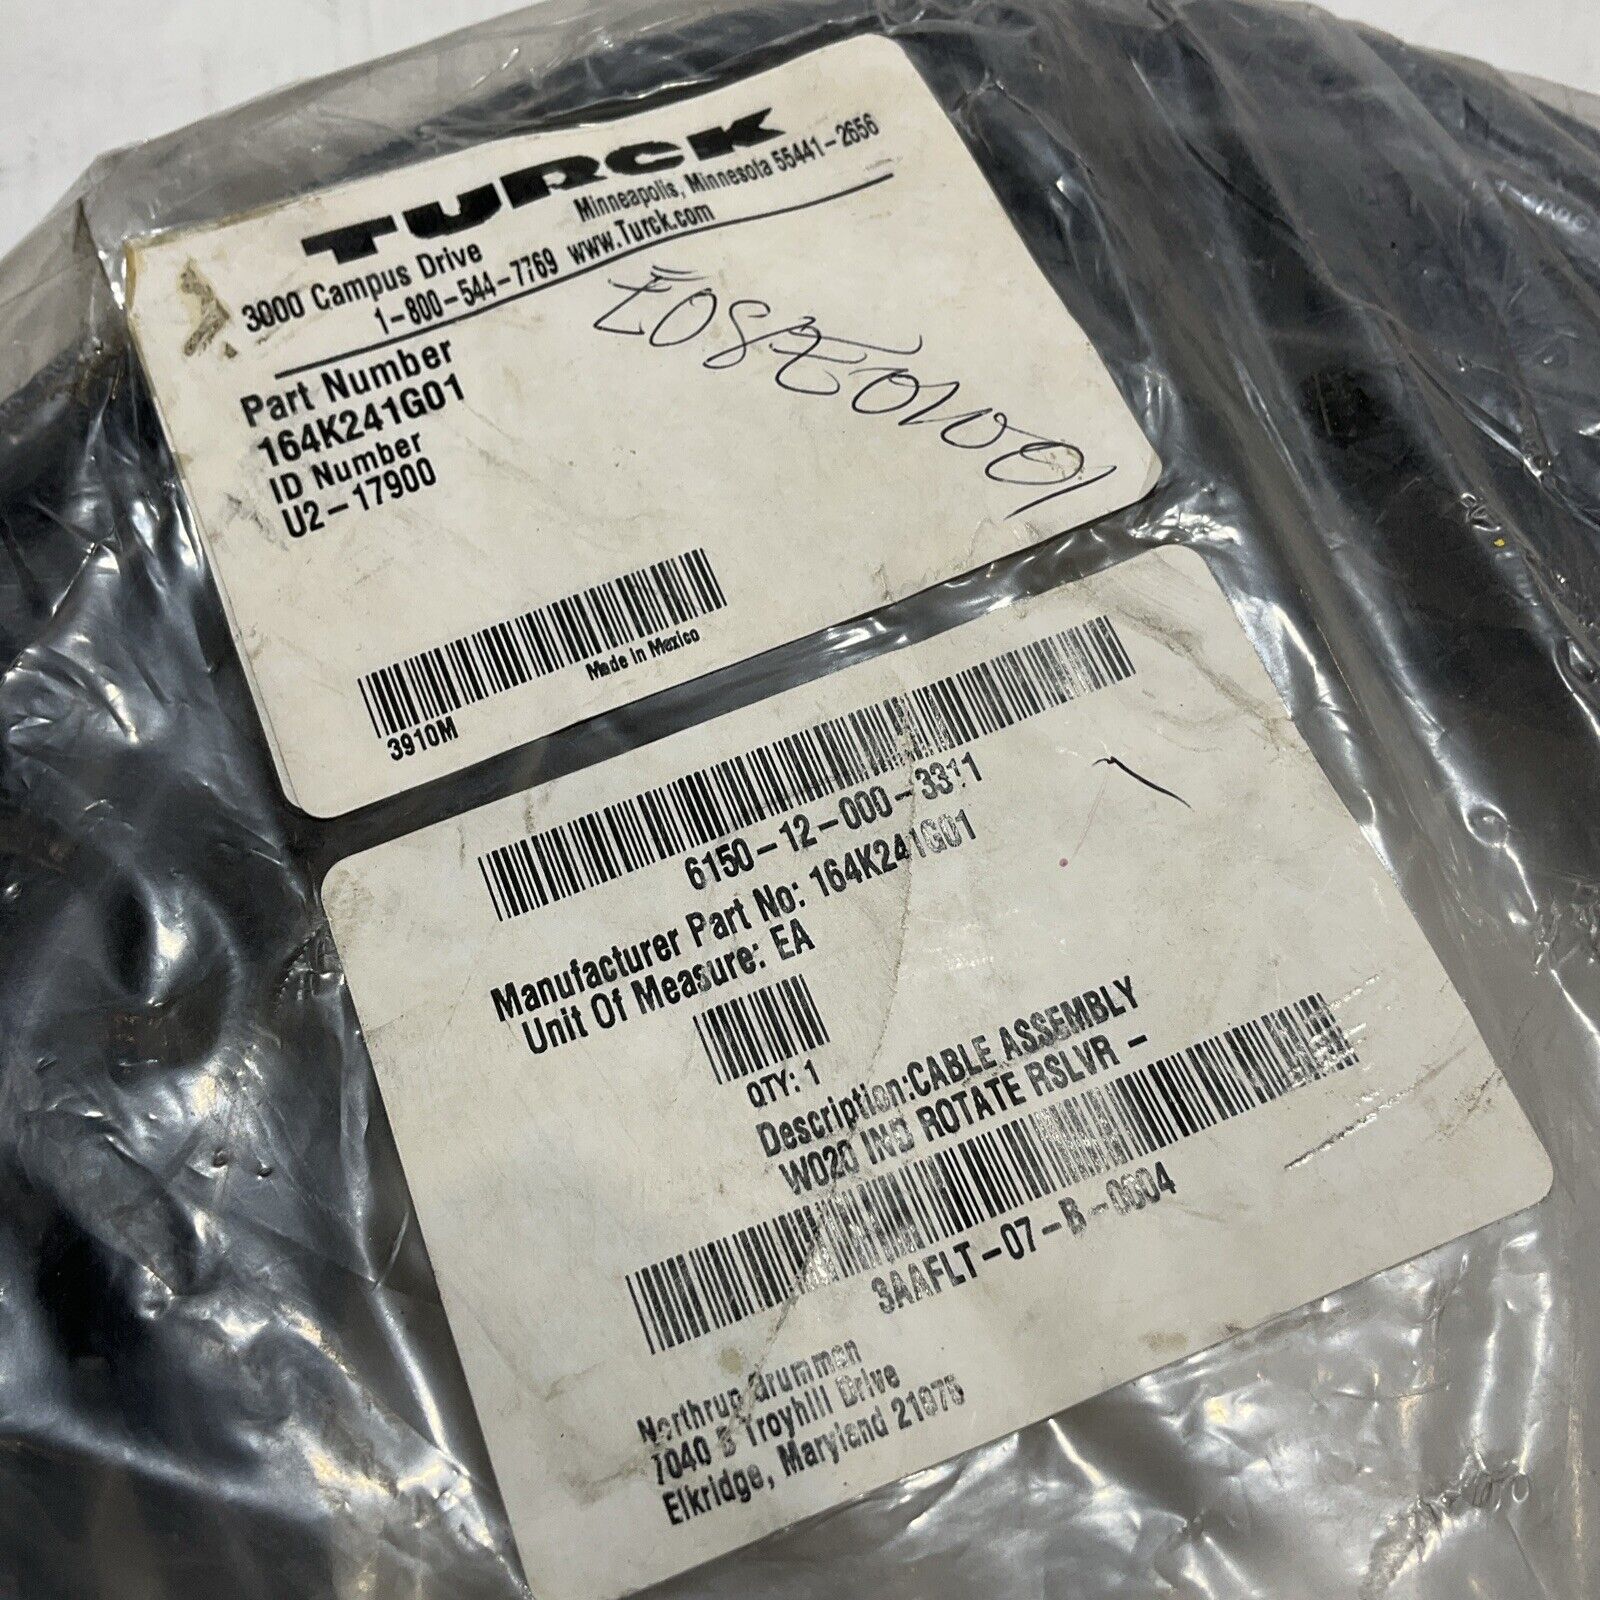 TURCK
3000 Campus Drive Minneapolis, Minnesota 55441-2656
1-800-544-7769 www.Turck.com
Part Number
164K241G01
ID Number
U2-17900
Made in Mexico
3910M
6150-12-000-3311
Manufacturer Part No: 164K241G01
Unit Of Measure: EA
QTY: 1
Description:CABLE ASSEMBLY
W020 IND ROTATE RSLVR -
3AAFLT-07-B-0004
Northrup Grumman
7040 B Troyhill Drive
Elkridge, Maryland 21075